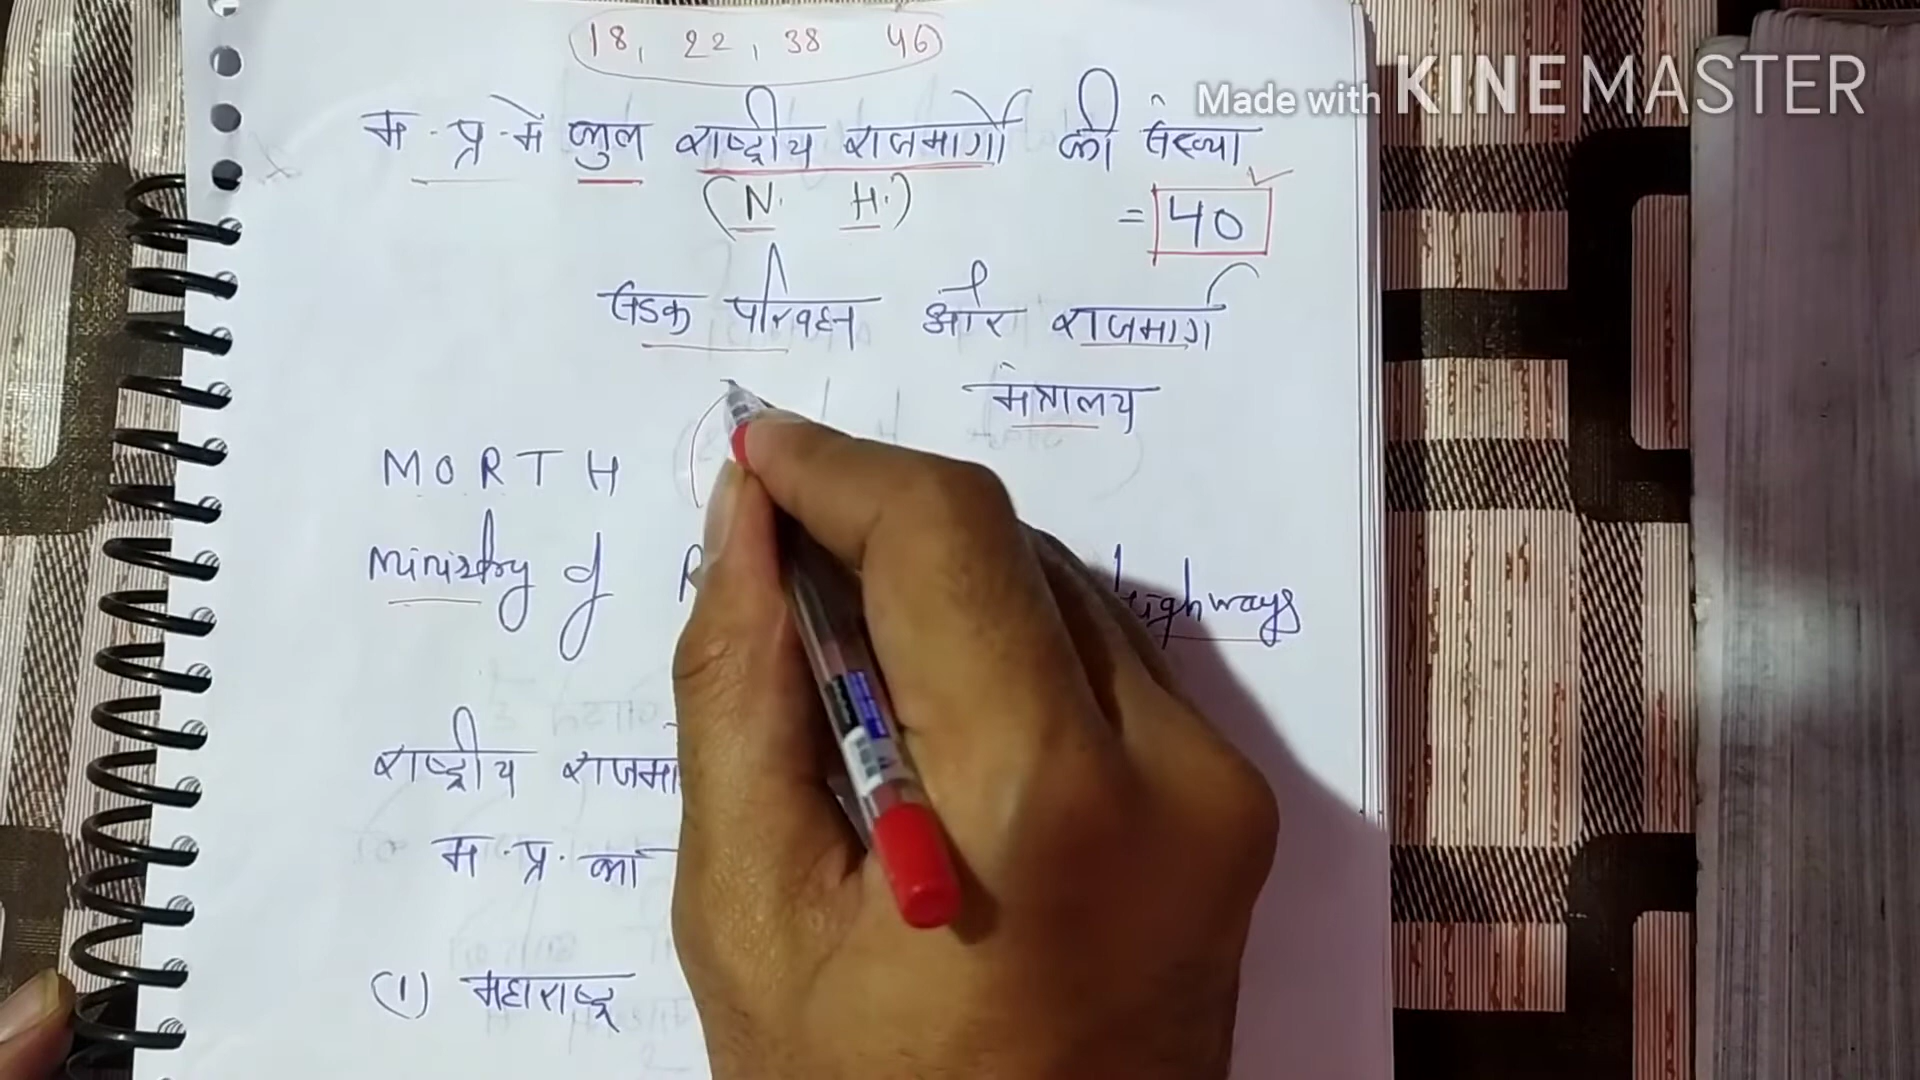 18, 22, 38 46
Made with KINEMASTER
म.प्र.में कुल राष्ट्रीय राजमार्गों की संख्या
(N. H.)
= 40
सडक परिवहन और राजमार्ग
मंत्रालय
MORTH
Ministry of
Highways
राष्ट्रीय
म.प्र. का
(1) महाराष्ट्र